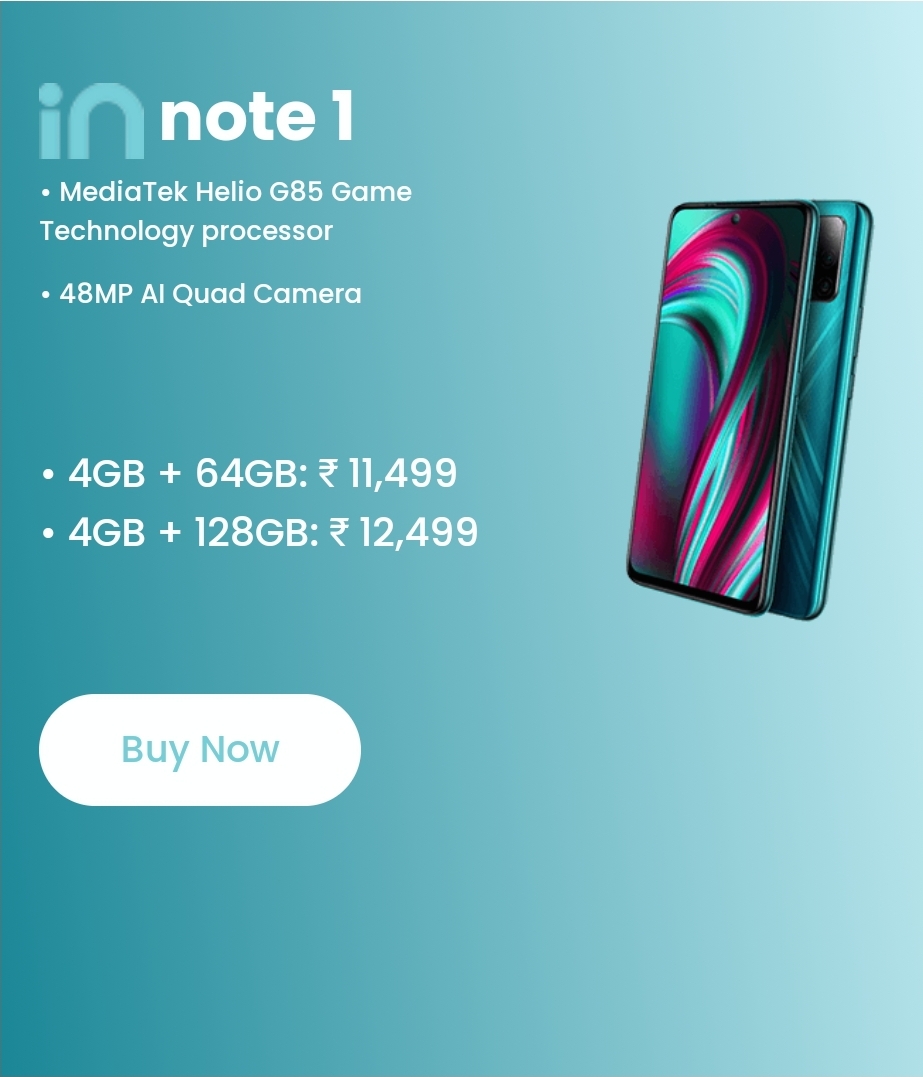 in note 1
• MediaTek Helio G85 Game
Technology processor
• 48MP AI Quad Camera
• 4GB + 64GB: ₹ 11,499
• 4GB + 128GB: ₹ 12,499
Buy Now